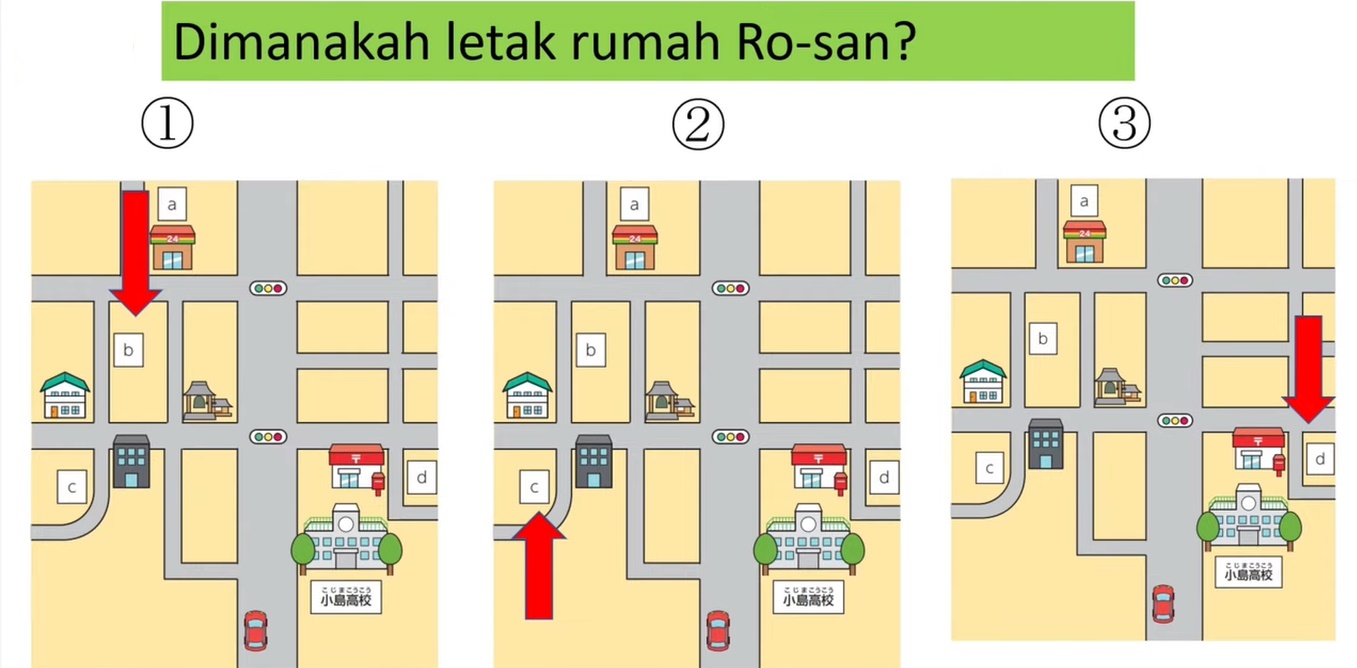 Dimanakah letak rumah Ro-san?
①
②
③
a
24
b
c
〒
d
こじまこうこう
小島高校
a
24
b
c
〒
d
こじまこうこう
小島高校
a
24
b
c
〒
d
こじまこうこう
小島高校